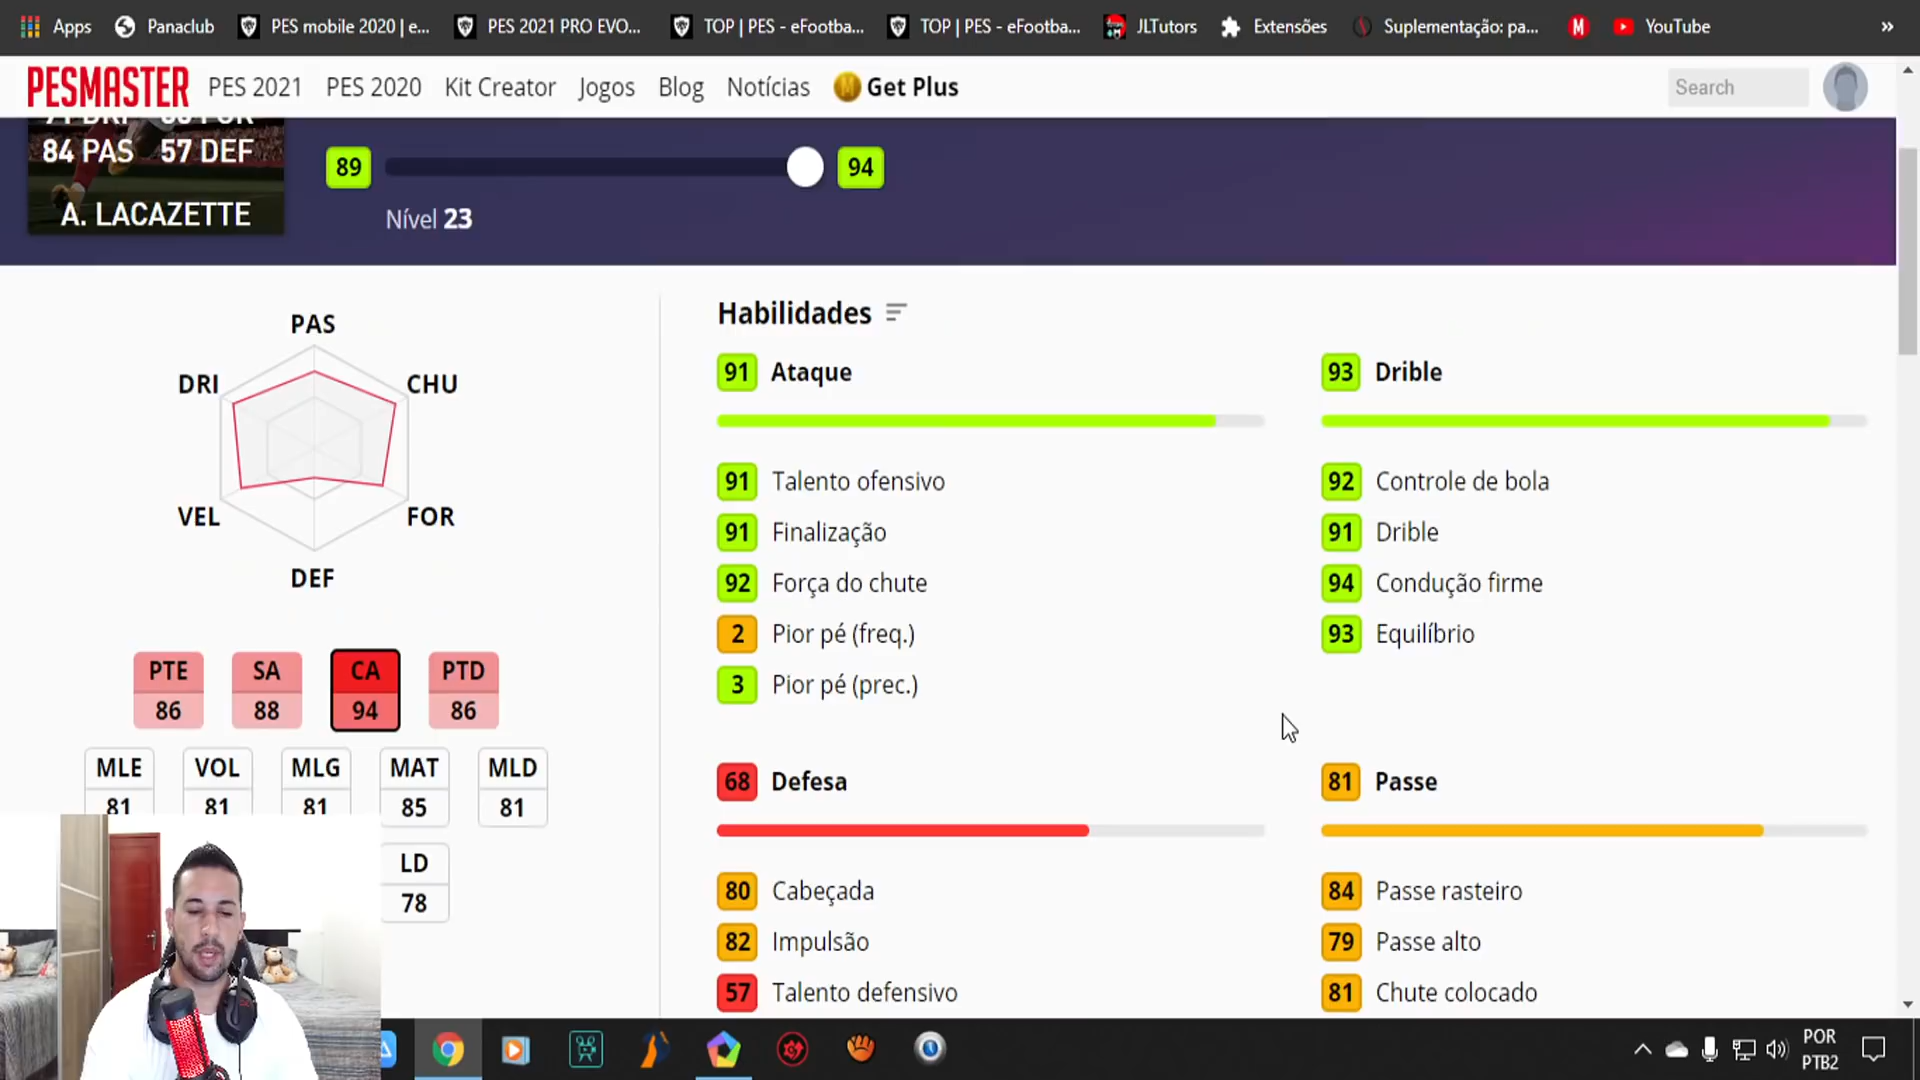 Apps
Panaclub
PES mobile 2020 | e...
PES 2021 PRO EVO...
TOP | PES - eFootba...
TOP | PES - eFootba...
JLTutors
Extensões
Suplementação: pa...
M
YouTube
»
PESMASTER
PES 2021
PES 2020
Kit Creator
Jogos
Blog
Notícias
Get Plus
Search
84 PAS 57 DEF
A. LACAZETTE
89
94
Nível 23
PAS
DRI
CHU
VEL
FOR
DEF
PTE
SA
CA
PTD
86
88
94
86
MLE
VOL
MLG
MAT
MLD
81
81
81
85
81
LD
78
Habilidades
91 Ataque
91 Talento ofensivo
91 Finalização
92 Força do chute
2 Pior pé (freq.)
3 Pior pé (prec.)
93 Drible
92 Controle de bola
91 Drible
94 Condução firme
93 Equilíbrio
68 Defesa
80 Cabeçada
82 Impulsão
57 Talento defensivo
81 Passe
84 Passe rasteiro
79 Passe alto
81 Chute colocado
POR
PTB2